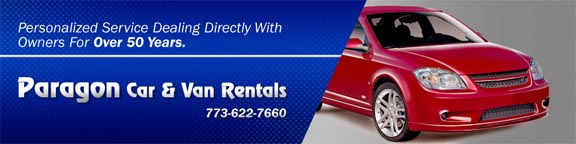 Personalized Service Dealing Directly With
Owners For Over 50 Years.
Paragon Car & Van Rentals
773-622-7660